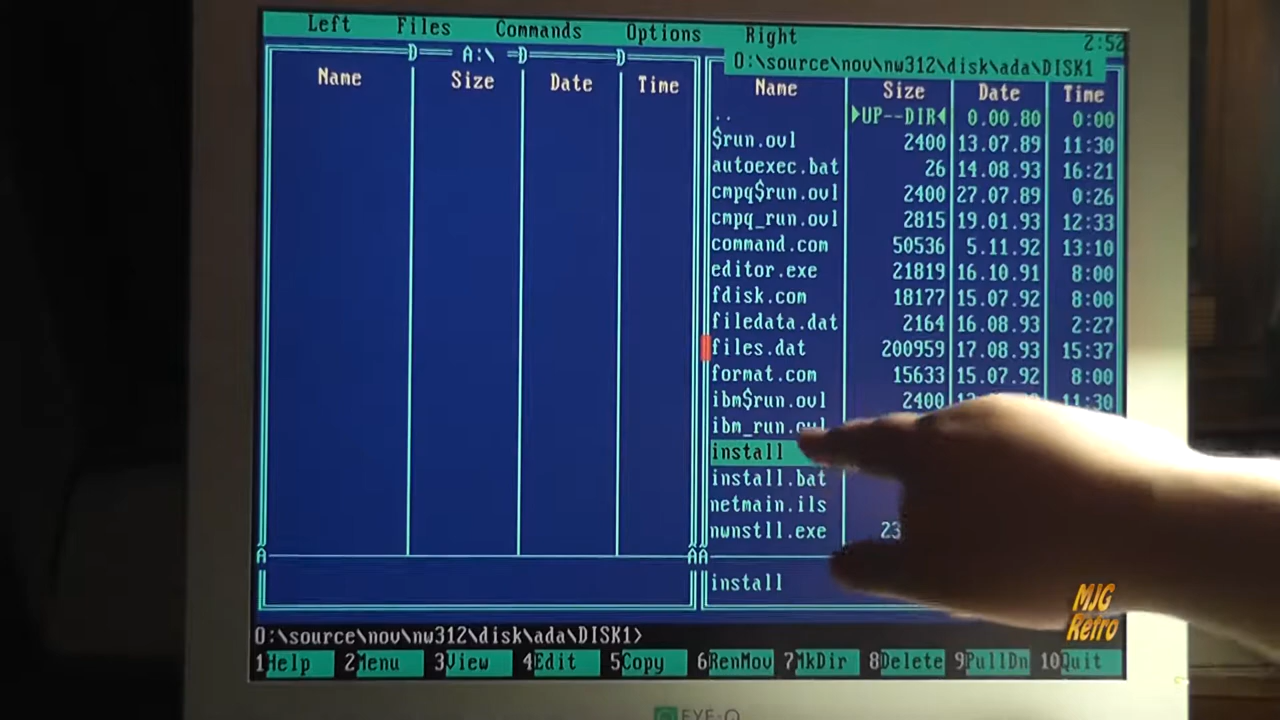 Left Files Commands Options Right 2:52
A:\ O:\source\nov\nw312\disk\ada\DISK1
Name Size Date Time Name Size Date Time
.. ►UP--DIR◄ 0.00.80 0:00
$run.ovl 2400 13.07.89 11:30
autoexec.bat 26 14.08.93 16:21
cmpq$run.ovl 2400 27.07.89 0:26
cmpq_run.ovl 2815 19.01.93 12:33
command.com 50536 5.11.92 13:10
editor.exe 21819 16.10.91 8:00
fdisk.com 18177 15.07.92 8:00
filedata.dat 2164 16.08.93 2:27
files.dat 200959 17.08.93 15:37
format.com 15633 15.07.92 8:00
ibm$run.ovl 2400 11:30
ibm_run.ovl
install
install.bat
netmain.ils
nwnstll.exe 23
install
O:\source\nov\nw312\disk\ada\DISK1>
1Help 2Menu 3View 4Edit 5Copy 6RenMov 7MkDir 8Delete 9PullDn 10Quit
MJG
Retro
EYE-Q